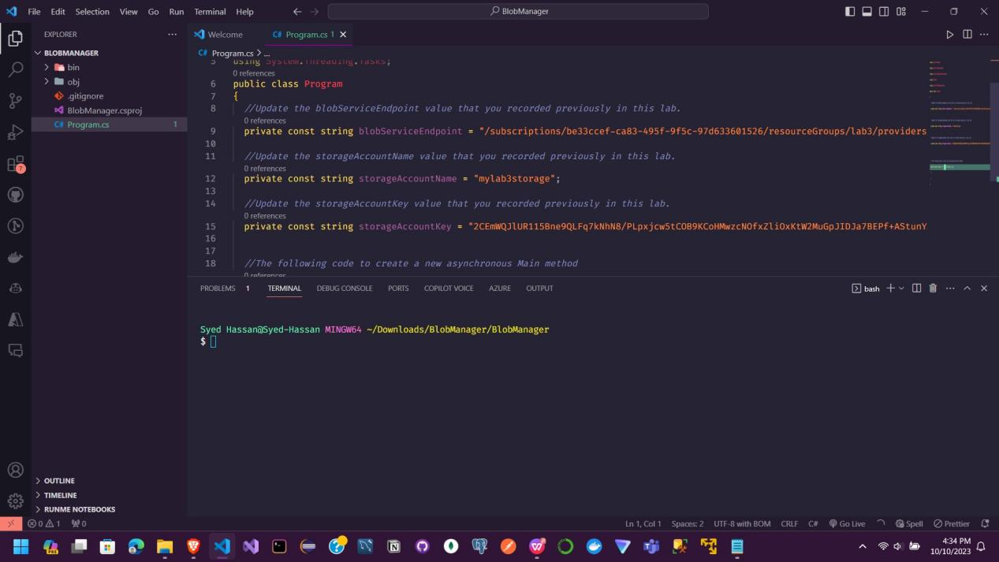 File Edit Selection View Go Run Terminal Help
BlobManager
EXPLORER
BLOBMANAGER
bin
obj
.gitignore
BlobManager.csproj
C# Program.cs 1
7
Welcome
C# Program.cs 1
C# Program.cs > ...
5 using System.Threading.Tasks;
0 references
6 public class Program
7 {
8 //Update the blobServiceEndpoint value that you recorded previously in this lab.
0 references
9 private const string blobServiceEndpoint = "/subscriptions/be33ccef-ca83-495f-9f5c-97d633601526/resourceGroups/lab3/providers
10
11 //Update the storageAccountName value that you recorded previously in this lab.
0 references
12 private const string storageAccountName = "mylab3storage";
13
14 //Update the storageAccountKey value that you recorded previously in this lab.
0 references
15 private const string storageAccountKey = "2CEmWQJlUR115Bne9QLFq7kNhN8/PLpxjcw5tCOB9KCoHMwzcNOfxZliOxKtW2MuGpJIDJa7BEPf+AStunY
16
17
18 //The following code to create a new asynchronous Main method
0 references
PROBLEMS 1 TERMINAL DEBUG CONSOLE PORTS COPILOT VOICE AZURE OUTPUT
bash
Syed Hassan@Syed-Hassan MINGW64 ~/Downloads/BlobManager/BlobManager
$
OUTLINE
TIMELINE
RUNME NOTEBOOKS
0 1 0
Ln 1, Col 1 Spaces: 2 UTF-8 with BOM CRLF C# Go Live Spell Prettier
4:34 PM
10/10/2023